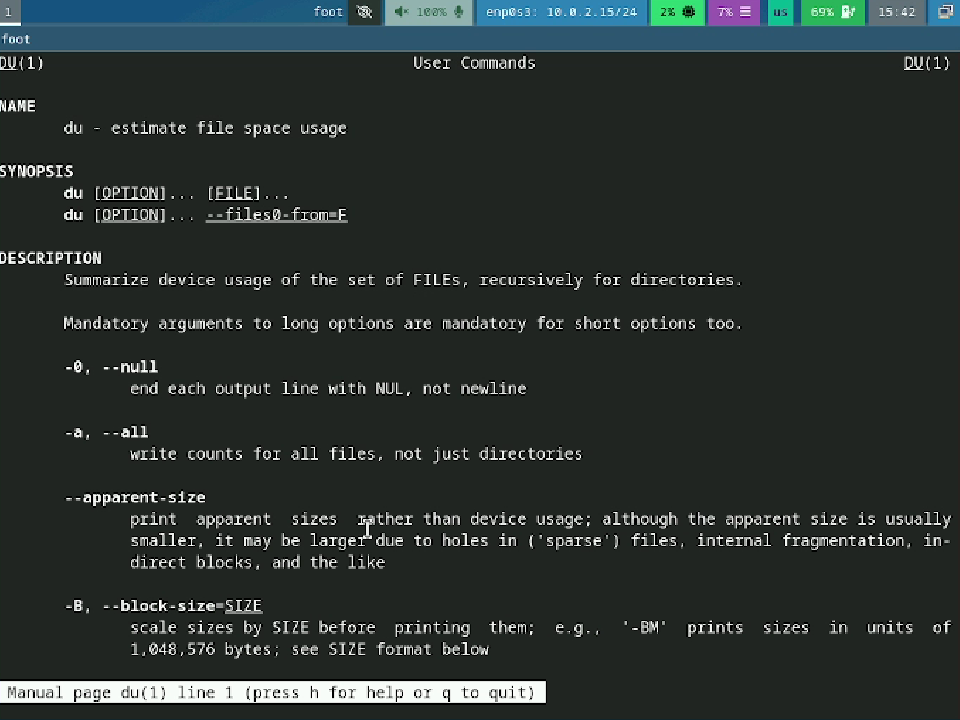 1 foot 100% enp0s3: 10.0.2.15/24 2% 7% us 69% 15:42
foot
DU(1) User Commands DU(1)
NAME
du - estimate file space usage
SYNOPSIS
du [OPTION]... [FILE]...
du [OPTION]... --files0-from=F
DESCRIPTION
Summarize device usage of the set of FILEs, recursively for directories.
Mandatory arguments to long options are mandatory for short options too.
-0, --null
end each output line with NUL, not newline
-a, --all
write counts for all files, not just directories
--apparent-size
print apparent sizes rather than device usage; although the apparent size is usually
smaller, it may be larger due to holes in ('sparse') files, internal fragmentation, in-
direct blocks, and the like
-B, --block-size=SIZE
scale sizes by SIZE before printing them; e.g., '-BM' prints sizes in units of
1,048,576 bytes; see SIZE format below
Manual page du(1) line 1 (press h for help or q to quit)